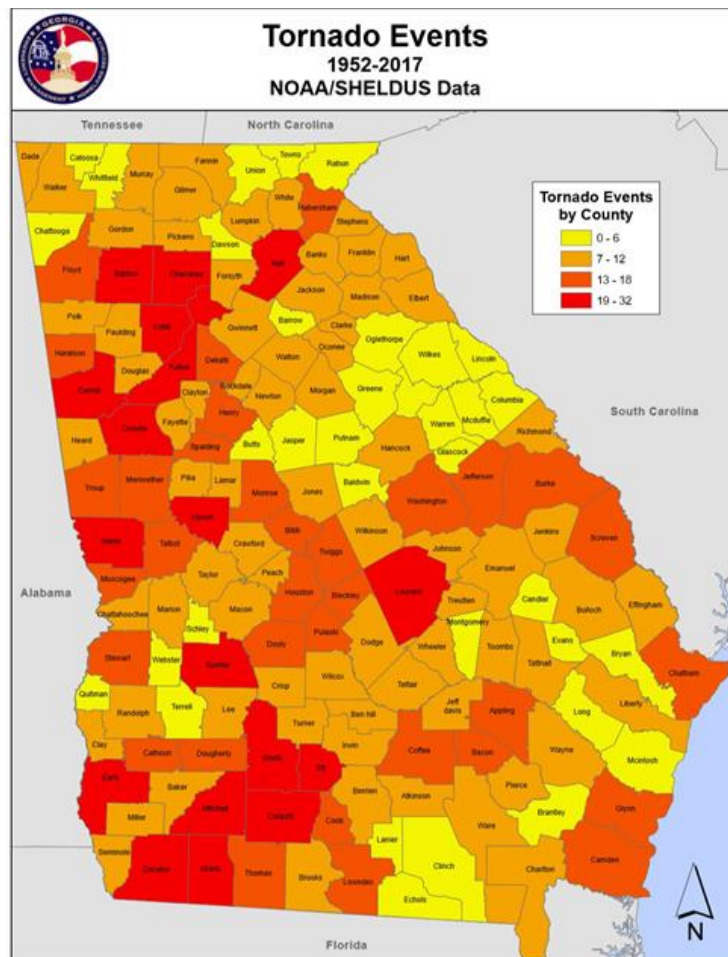 GEORGIA
Tornado Events
1952-2017
NOAA/SHELDUS Data
Tennessee
North Carolina
Tornado Events
by County
0 - 6
7 - 12
13 - 18
19 - 32
Dade
Catoosa
Whitfield
Walker
Murray
Fannin
Gilmer
Union
Towns
Rabun
White
Habersham
Lumpkin
Stephens
Chattooga
Gordon
Pickens
Dawson
Floyd
Bartow
Cherokee
Forsyth
Hall
Banks
Franklin
Hart
Jackson
Madison
Elbert
Polk
Paulding
Cobb
Gwinnett
Barrow
Clarke
Oconee
Oglethorpe
Wilkes
Lincoln
Haralson
Douglas
Fulton
Dekalb
Walton
Rockdale
Newton
Morgan
Greene
Columbia
Mcduffie
Warren
Carroll
Clayton
Fayette
Henry
Coweta
Heard
Spalding
Butts
Jasper
Putnam
Hancock
Glascock
Richmond
South Carolina
Troup
Meriwether
Pike
Lamar
Monroe
Jones
Baldwin
Washington
Jefferson
Burke
Screven
Upson
Bibb
Wilkinson
Harris
Talbot
Crawford
Twiggs
Johnson
Jenkins
Emanuel
Alabama
Muscogee
Taylor
Peach
Houston
Bleckley
Laurens
Treutlen
Candler
Bulloch
Effingham
Chattahoochee
Marion
Macon
Schley
Pulaski
Dodge
Montgomery
Wheeler
Toombs
Tattnall
Evans
Bryan
Chatham
Stewart
Webster
Sumter
Dooly
Wilcox
Telfair
Quitman
Randolph
Terrell
Lee
Crisp
Turner
Ben hill
Jeff
davis
Appling
Long
Liberty
Clay
Calhoun
Dougherty
Irwin
Coffee
Bacon
Wayne
Mcintosh
Early
Baker
Worth
Tift
Miller
Mitchell
Colquitt
Berrien
Atkinson
Pierce
Brantley
Glynn
Seminole
Decatur
Grady
Thomas
Cook
Brooks
Lowndes
Lanier
Clinch
Echols
Ware
Charlton
Camden
Florida
N